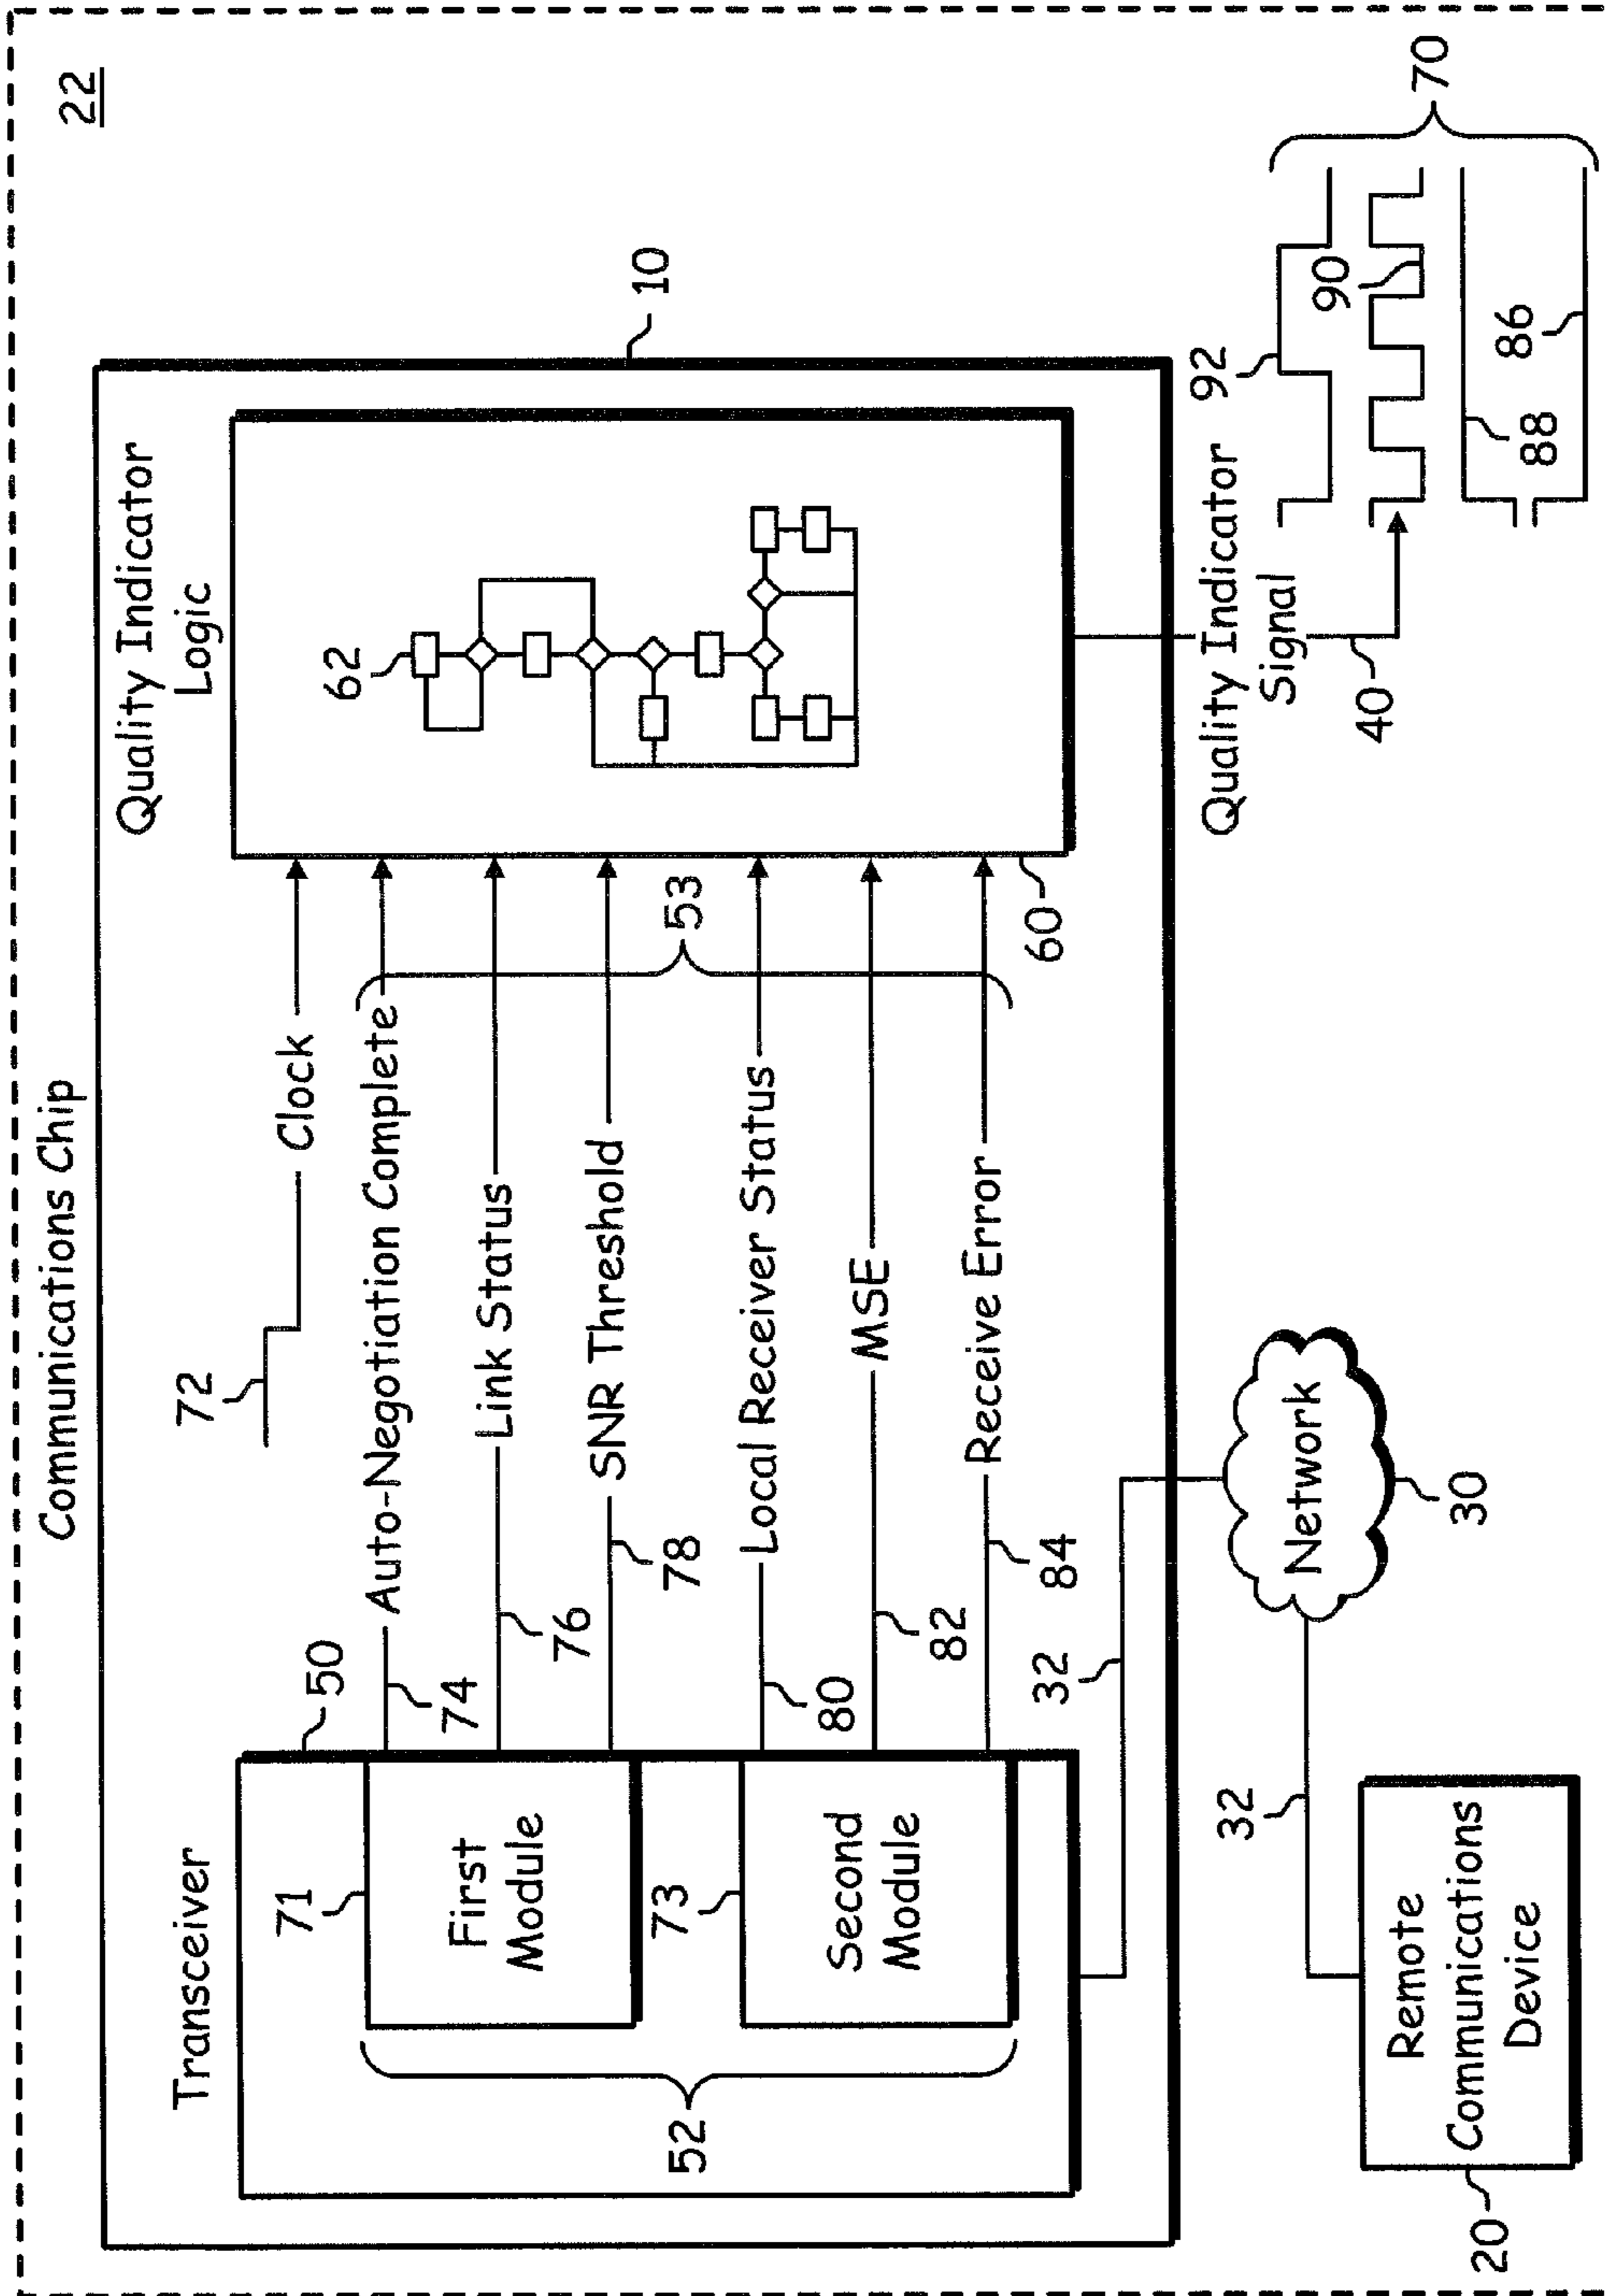 22
Communications Chip
10
Transceiver
50
71
First
Module
73
Second
Module
52
72
Clock
74
Auto-Negotiation Complete
76
Link Status
78
SNR Threshold
80
Local Receiver Status
82
MSE
84
Receive Error
53
Quality Indicator
Logic
62
60
32
Network
30
32
20
Remote
Communications
Device
Quality Indicator
Signal
40
92
90
88
86
70